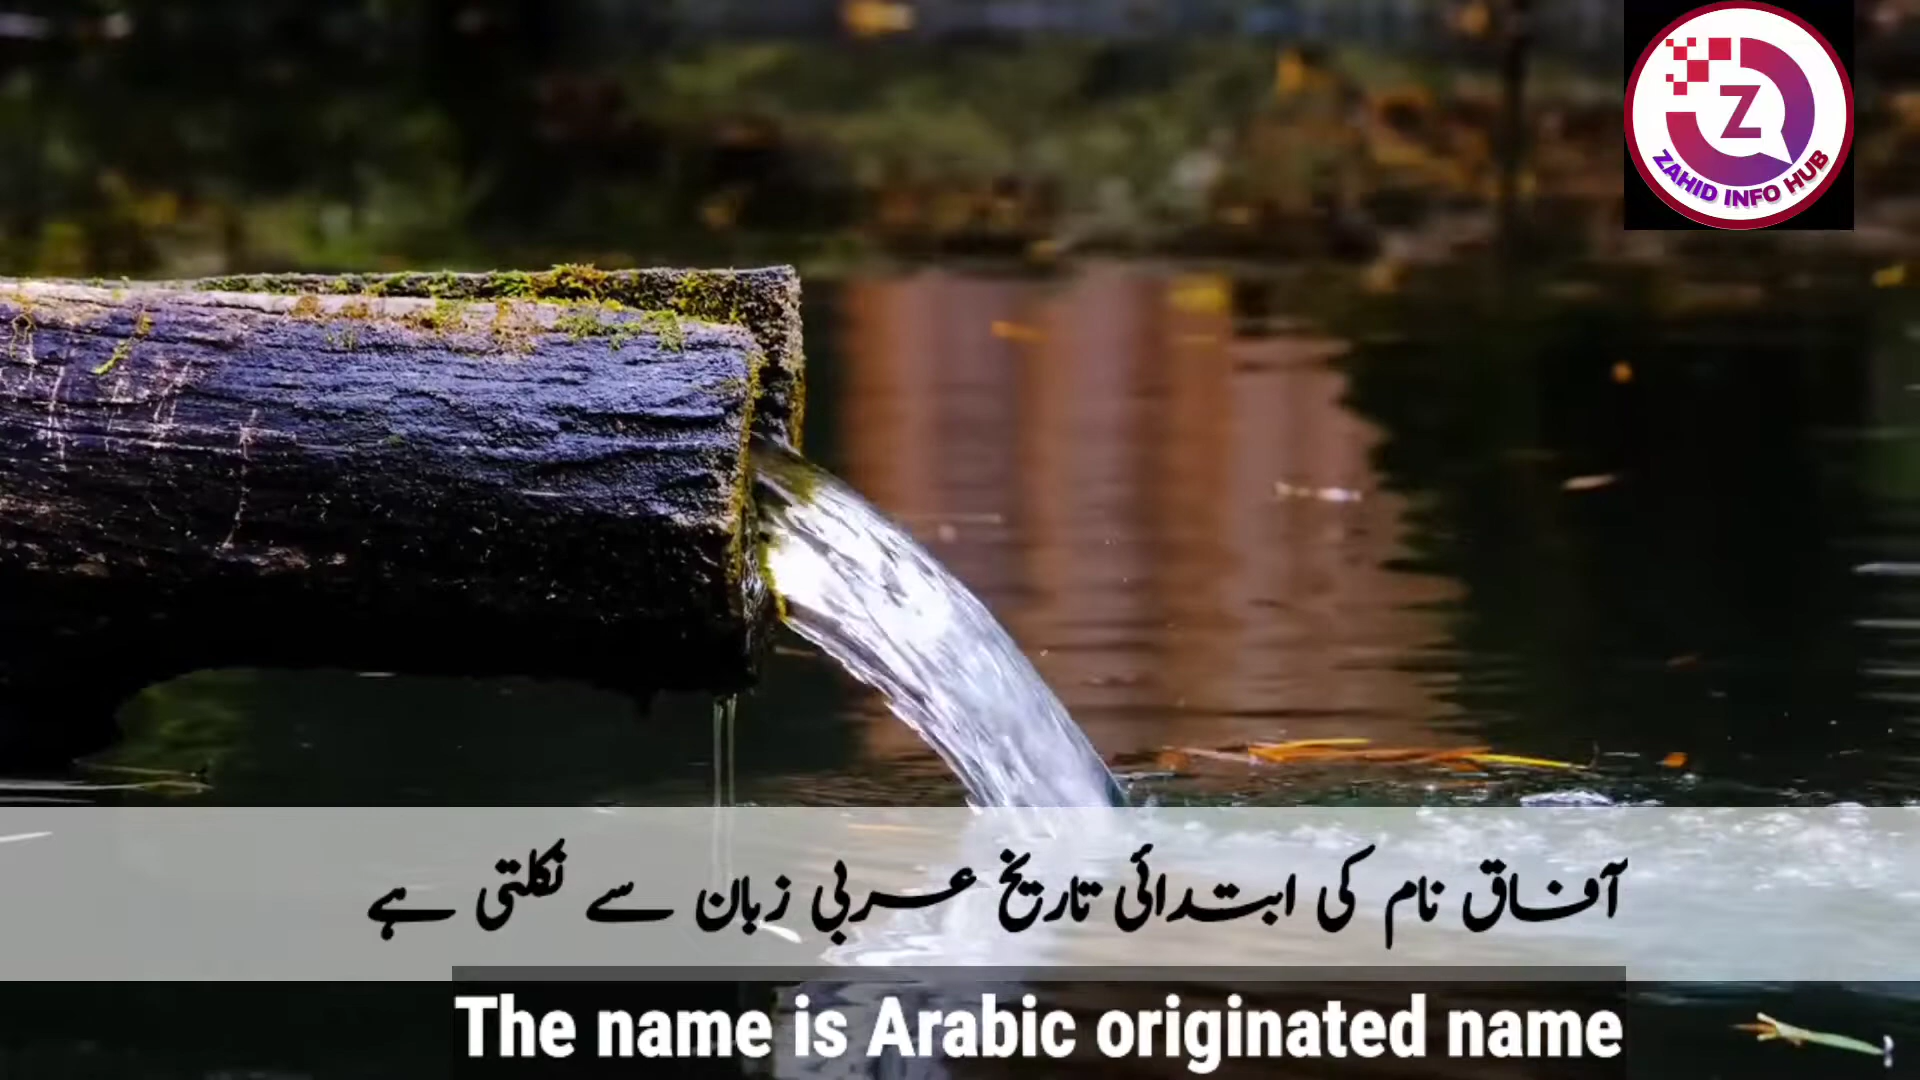 Z
ZAHID INFO HUB
آفاق نام کی ابتدائی تاریخ عربی زبان سے نکلتی ہے
The name is Arabic originated name